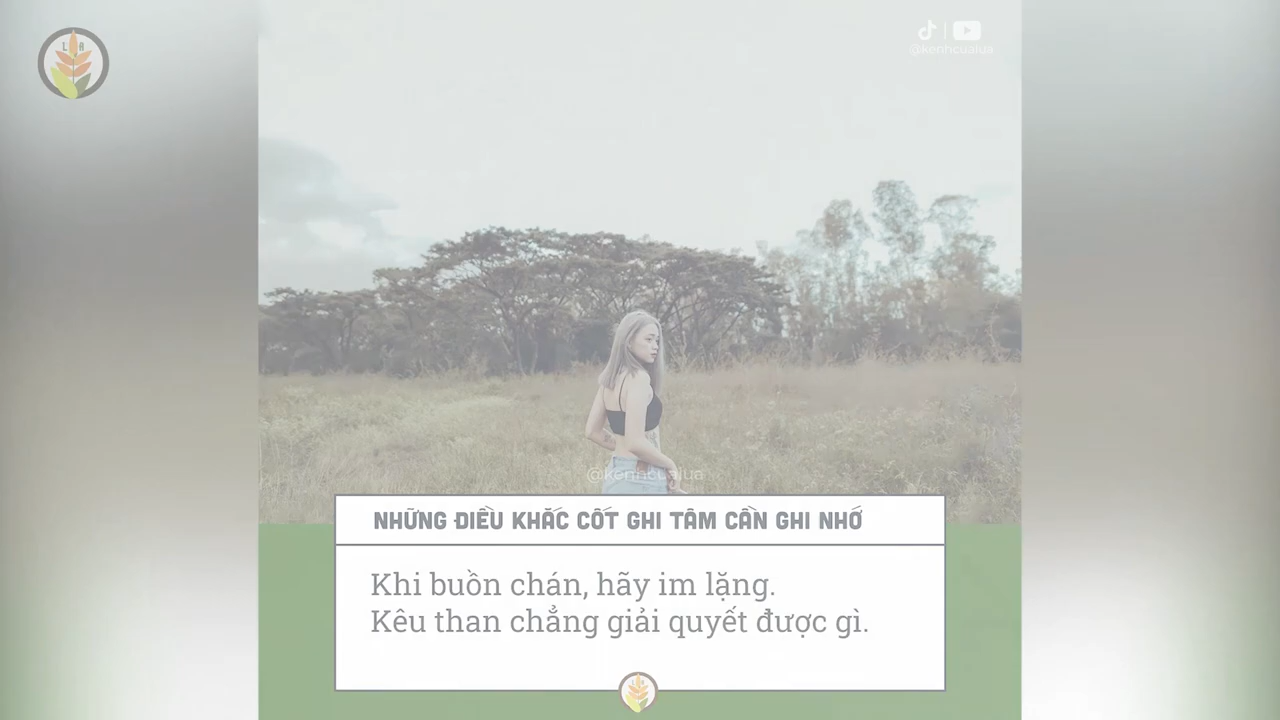 L A
@kenhcualua
@kenhcualua
NHỮNG ĐIỀU KHẮC CỐT GHI TÂM CẦN GHI NHỚ
Khi buồn chán, hãy im lặng.
Kêu than chẳng giải quyết được gì.